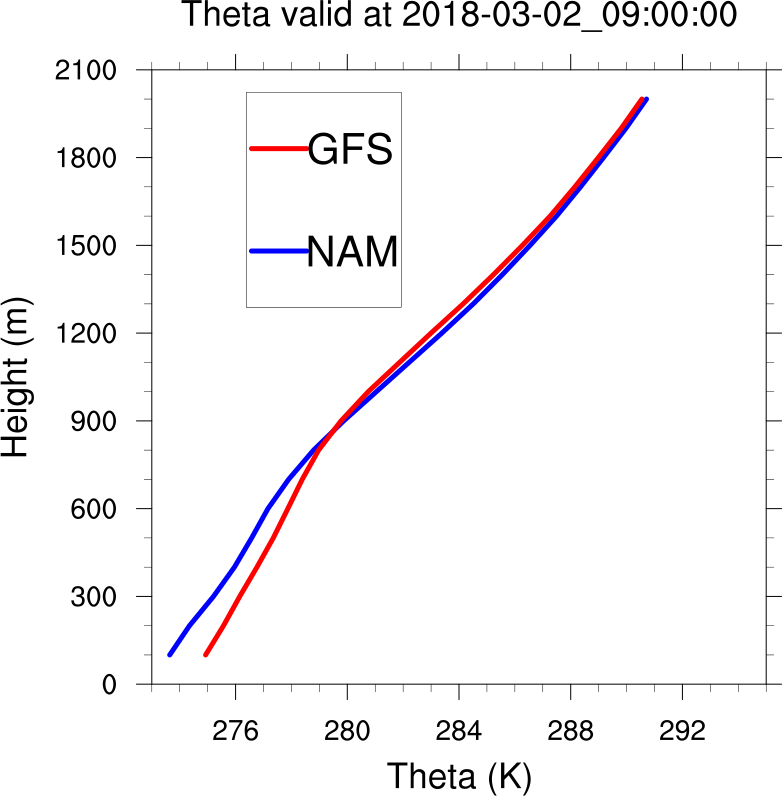 Theta valid at 2018-03-02_09:00:00
2100
1800
1500
1200
900
600
300
0
Height (m)
GFS
NAM
276 280 284 288 292
Theta (K)